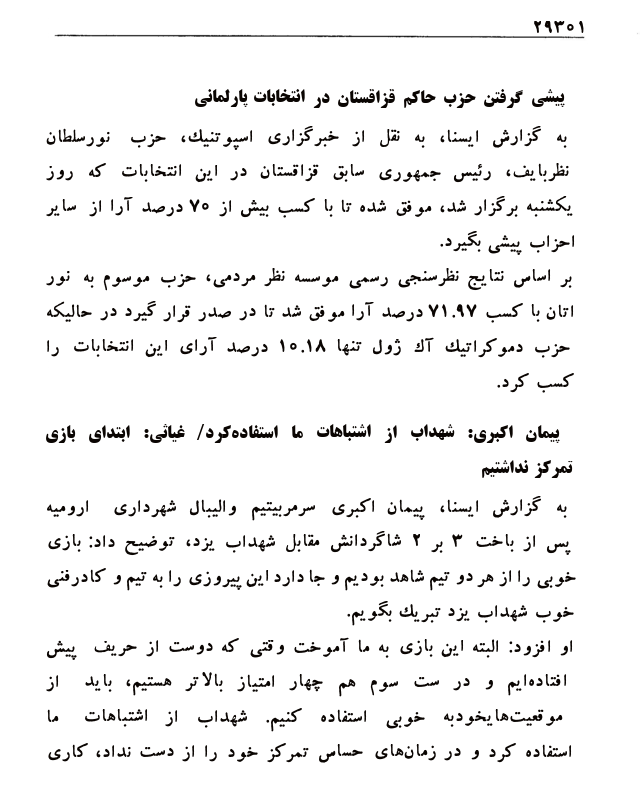 ۲۹۳۰۱
پیشی گرفتن حزب حاکم قزاقستان در انتخابات پارلمانی
به گزارش ایسنا، به نقل از خبرگزاری اسپوتنیك، حزب نورسلطان
نظربایف، رئیس جمهوری سابق قزاقستان در این انتخابات که روز
یکشنبه برگزار شد، موفق شده تا با کسب بیش از ۷۰ درصد آرا از سایر
احزاب پیشی بگیرد.
بر اساس نتایج نظرسنجی رسمی موسسه نظر مردمی، حزب موسوم به نور
اتان با کسب ۷۱.۹۷ درصد آرا موفق شد تا در صدر قرار گیرد در حالیکه
حزب دموکراتیك آك ژول تنها ۱۰.۱۸ درصد آرای این انتخابات را
کسب کرد.
پیمان اکبری: شهداب از اشتباهات ما استفاده‌کرد/ غیاثی: ابتدای بازی
تمرکز نداشتیم
به گزارش ایسنا، پیمان اکبری سرمربیتیم والیبال شهرداری ارومیه
پس از باخت ۳ بر ۲ شاگردانش مقابل شهداب یزد، توضیح داد: بازی
خوبی را از هر دو تیم شاهد بودیم و جا دارد این پیروزی را به تیم و کادرفنی
خوب شهداب یزد تبریك بگویم.
او افزود: البته این بازی به ما آموخت وقتی که دوست از حریف پیش
افتاده‌ایم و در ست سوم هم چهار امتیاز بالاتر هستیم، باید از
موقعیت‌هایخودبه خوبی استفاده کنیم. شهداب از اشتباهات ما
استفاده کرد و در زمان‌های حساس تمرکز خود را از دست نداد، کاری